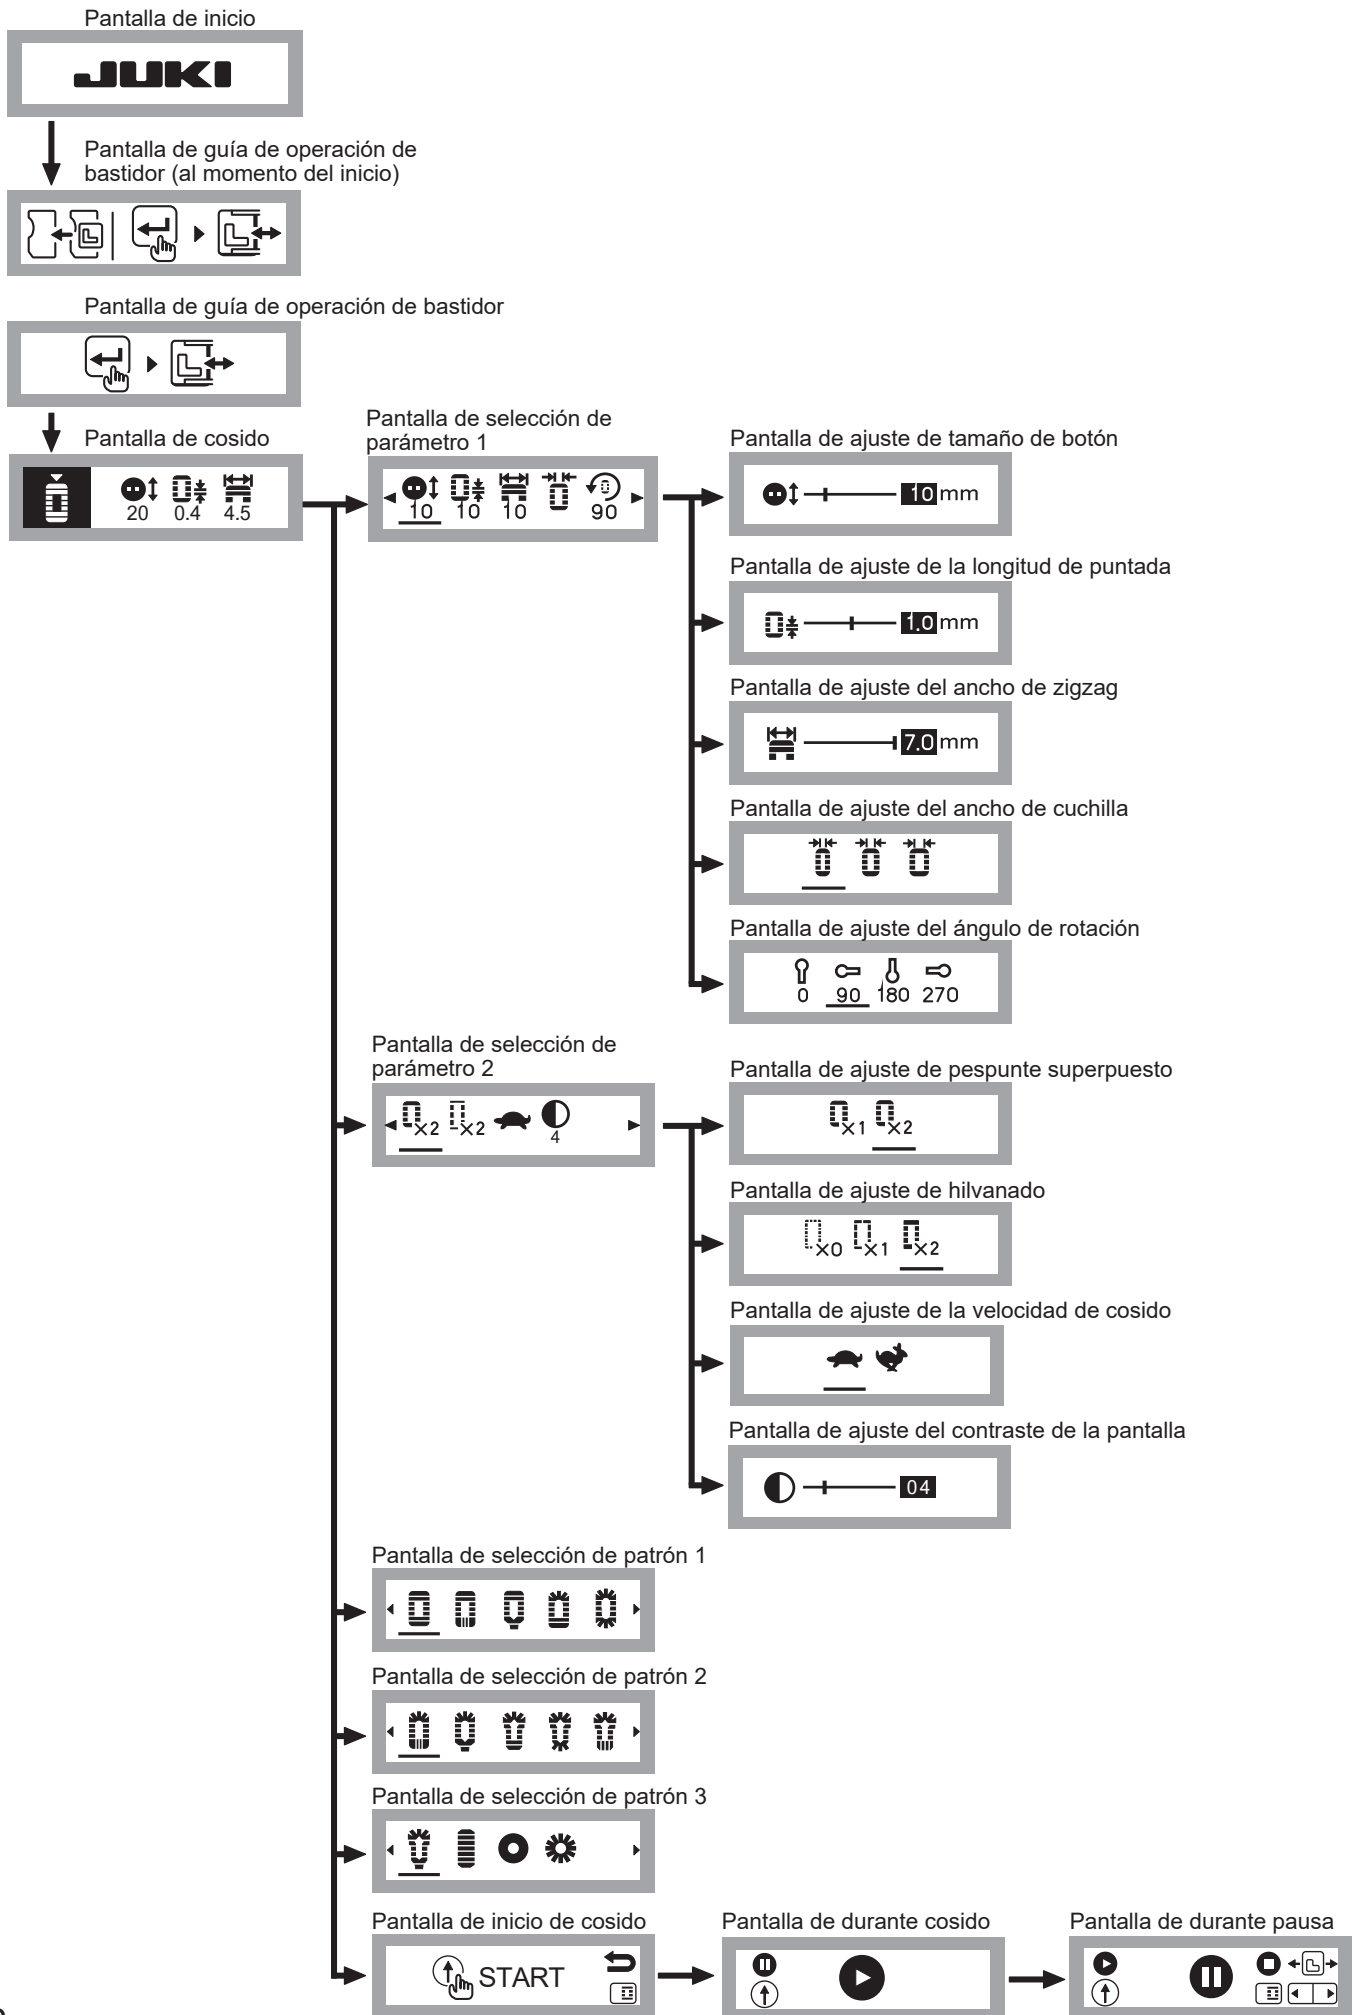 Pantalla de inicio
JUKI
Pantalla de guía de operación de
bastidor (al momento del inicio)
Pantalla de guía de operación de bastidor
Pantalla de cosido
20 0.4 4.5
Pantalla de selección de
parámetro 1
10 10 10 90
Pantalla de ajuste de tamaño de botón
10 mm
Pantalla de ajuste de la longitud de puntada
1.0 mm
Pantalla de ajuste del ancho de zigzag
7.0 mm
Pantalla de ajuste del ancho de cuchilla
Pantalla de ajuste del ángulo de rotación
0 90 180 270
Pantalla de selección de
parámetro 2
×2 ×2
4
Pantalla de ajuste de pespunte superpuesto
×1 ×2
Pantalla de ajuste de hilvanado
×0 ×1 ×2
Pantalla de ajuste de la velocidad de cosido
Pantalla de ajuste del contraste de la pantalla
04
Pantalla de selección de patrón 1
Pantalla de selección de patrón 2
Pantalla de selección de patrón 3
Pantalla de inicio de cosido
START
Pantalla de durante cosido
Pantalla de durante pausa